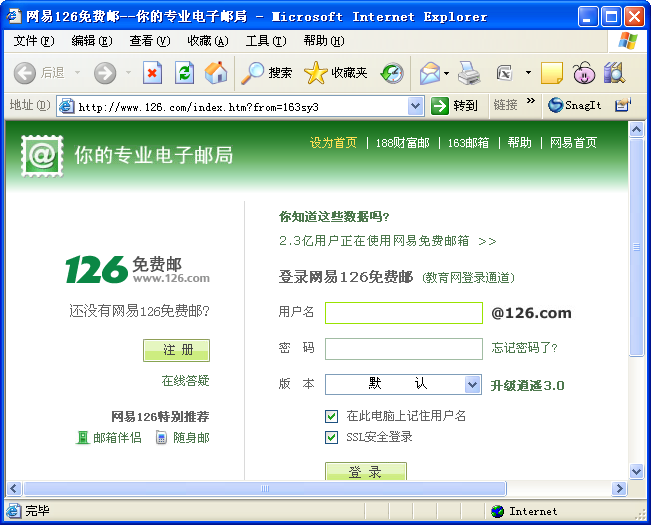 网易126免费邮--你的专业电子邮局 - Microsoft Internet Explorer
文件(F) 编辑(E) 查看(V) 收藏(A) 工具(T) 帮助(H)
后退 搜索 收藏夹
地址(D) http://www.126.com/index.htm?from=163sy3 转到 链接 » SnagIt
@ 你的专业电子邮局
设为首页 | 188财富邮 | 163邮箱 | 帮助 | 网易首页
你知道这些数据吗?
2.3亿用户正在使用网易免费邮箱 >>
126 免费邮
www.126.com
还没有网易126免费邮?
注 册
在线答疑
网易126特别推荐
邮箱伴侣 随身邮
登录网易126免费邮 (教育网登录通道)
用户名 @126.com
密 码 忘记密码了?
版 本 默 认 升级逍遥3.0
在此电脑上记住用户名
SSL安全登录
登 录
完毕 Internet